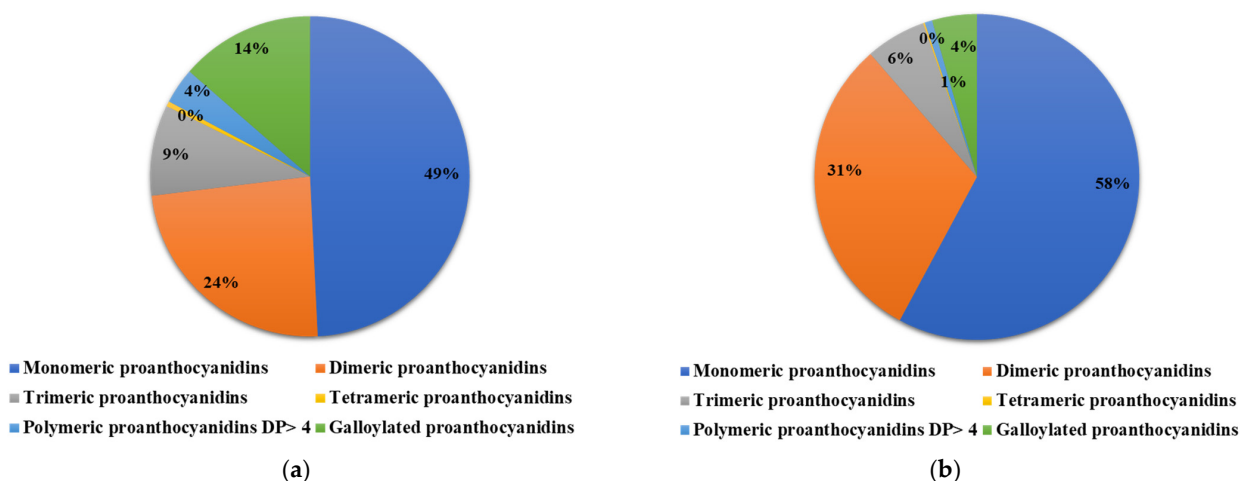 14%
4%
0%
9%
49%
24%
Monomeric proanthocyanidins Dimeric proanthocyanidins
Trimeric proanthocyanidins Tetrameric proanthocyanidins
Polymeric proanthocyanidins DP> 4 Galloylated proanthocyanidins
(a)
0%
4%
6%
1%
31%
58%
Monomeric proanthocyanidins Dimeric proanthocyanidins
Trimeric proanthocyanidins Tetrameric proanthocyanidins
Polymeric proanthocyanidins DP> 4 Galloylated proanthocyanidins
(b)